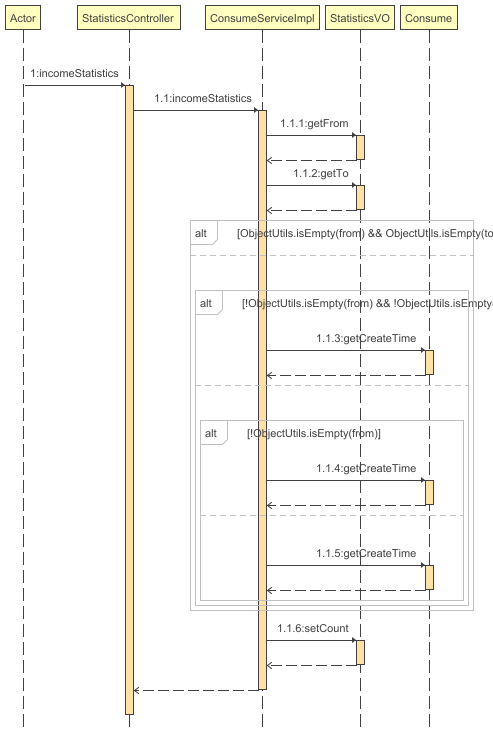 Actor
StatisticsController
ConsumeServiceImpl
StatisticsVO
Consume
1:incomeStatistics
1.1:incomeStatistics
1.1.1:getFrom
1.1.2:getTo
alt
[ObjectUtils.isEmpty(from) && ObjectUtils.isEmpty(to
alt
[!ObjectUtils.isEmpty(from) && !ObjectUtils.isEmpty(
1.1.3:getCreateTime
alt
[!ObjectUtils.isEmpty(from)]
1.1.4:getCreateTime
1.1.5:getCreateTime
1.1.6:setCount